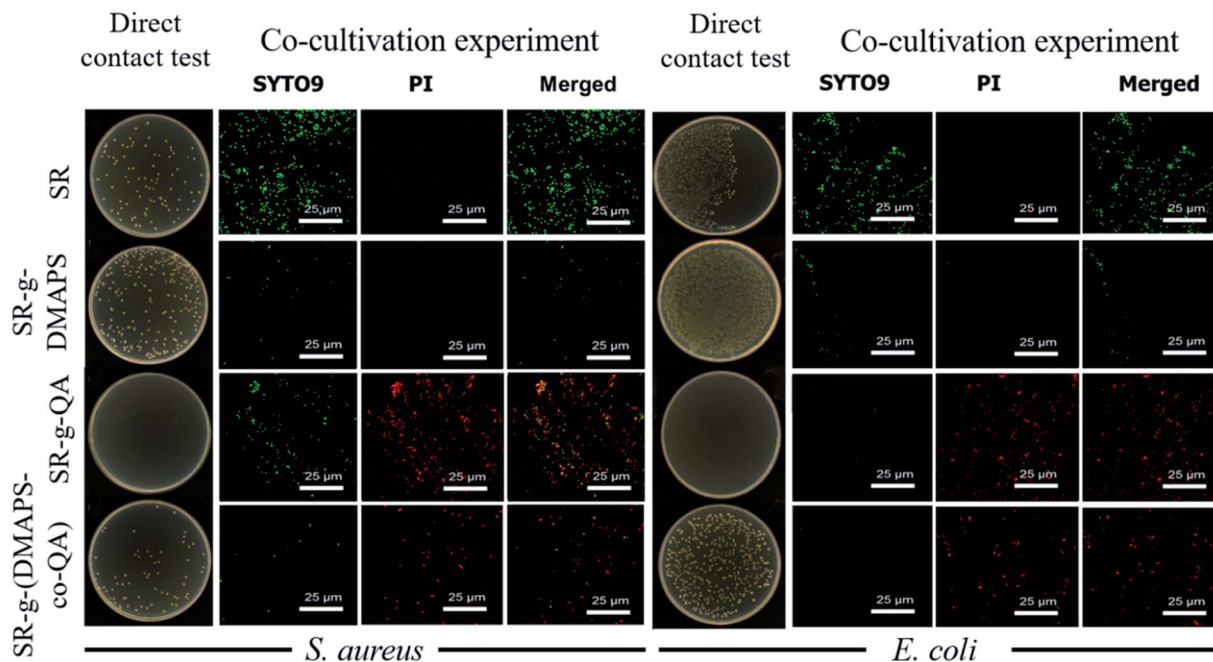 Direct
contact test
Co-cultivation experiment
SYTO9 PI Merged
Direct
contact test
Co-cultivation experiment
SYTO9 PI Merged
SR
25 µm 25 µm 25 µm 25 µm 25 µm 25 µm
SR-g-
DMAPS
25 µm 25 µm 25 µm 25 µm 25 µm 25 µm
SR-g-QA
25 µm 25 µm 25 µm 25 µm 25 µm 25 µm
SR-g-(DMAPS-
co-QA)
25 µm 25 µm 25 µm 25 µm 25 µm 25 µm
S. aureus
E. coli